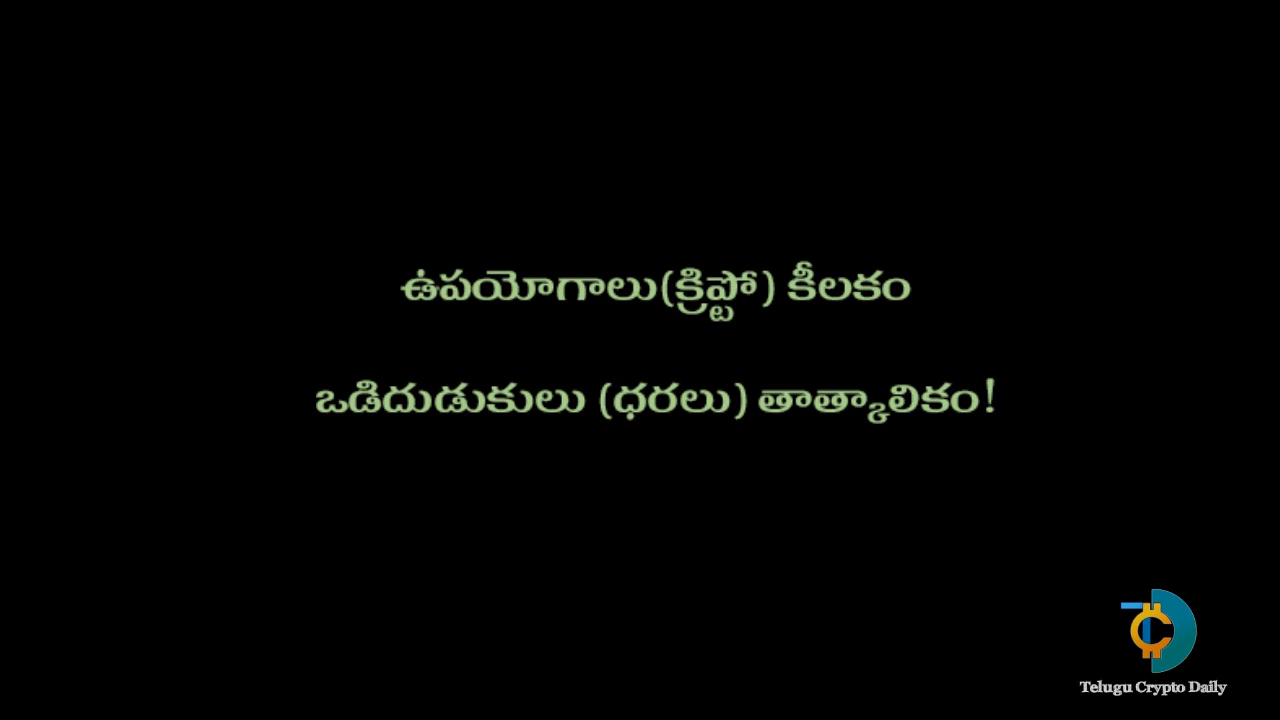 ఉపయోగాలు(క్రిప్టో) కీలకం
ఒడిదుడుకులు (ధరలు) తాత్కాలికం!
Telugu Crypto Daily